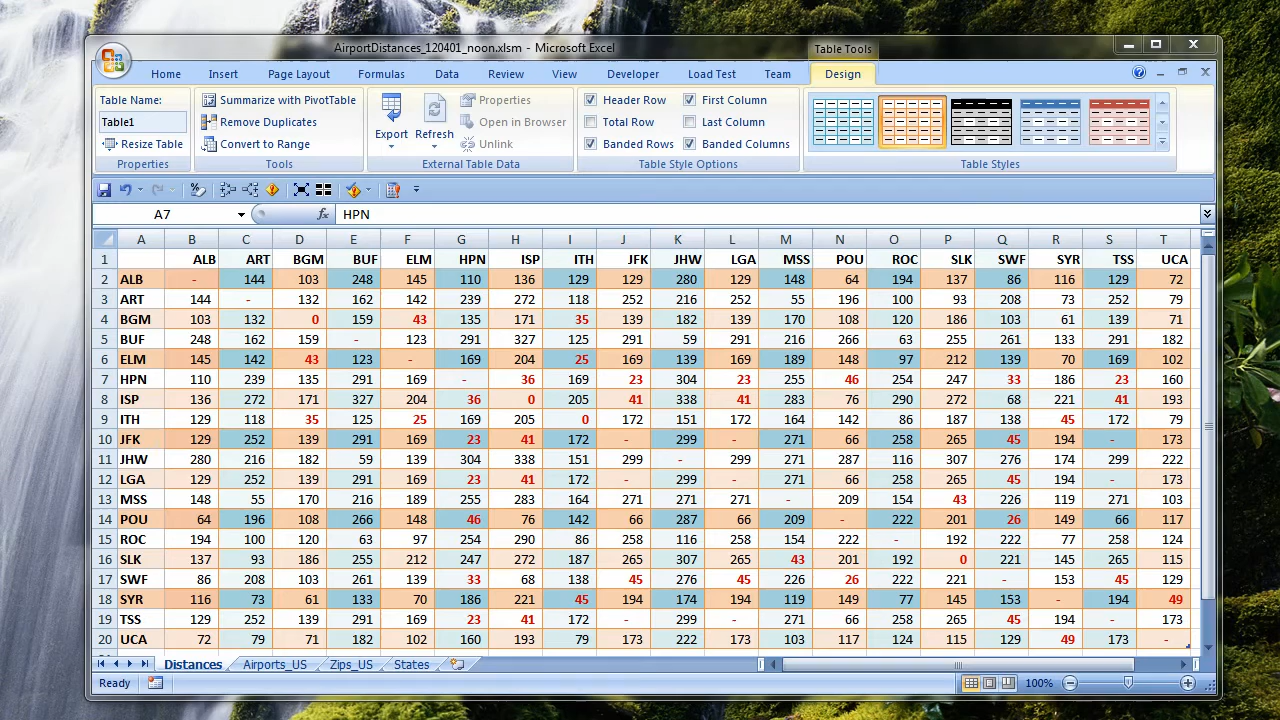 AirportDistances_120401_noon.xlsm - Microsoft Excel Table Tools
Home Insert Page Layout Formulas Data Review View Developer Load Test Team Design
Table Name: Summarize with PivotTable Properties Header Row First Column
Table1 Remove Duplicates Export Refresh Open in Browser Total Row Last Column
Resize Table Convert to Range Unlink Banded Rows Banded Columns
Properties Tools External Table Data Table Style Options Table Styles
A7 fx HPN
A B C D E F G H I J K L M N O P Q R S T
1 ALB ART BGM BUF ELM HPN ISP ITH JFK JHW LGA MSS POU ROC SLK SWF SYR TSS UCA
2 ALB - 144 103 248 145 110 136 129 129 280 129 148 64 194 137 86 116 129 72
3 ART 144 - 132 162 142 239 272 118 252 216 252 55 196 100 93 208 73 252 79
4 BGM 103 132 0 159 43 135 171 35 139 182 139 170 108 120 186 103 61 139 71
5 BUF 248 162 159 - 123 291 327 125 291 59 291 216 266 63 255 261 133 291 182
6 ELM 145 142 43 123 - 169 204 25 169 139 169 189 148 97 212 139 70 169 102
7 HPN 110 239 135 291 169 - 36 169 23 304 23 255 46 254 247 33 186 23 160
8 ISP 136 272 171 327 204 36 0 205 41 338 41 283 76 290 272 68 221 41 193
9 ITH 129 118 35 125 25 169 205 0 172 151 172 164 142 86 187 138 45 172 79
10 JFK 129 252 139 291 169 23 41 172 - 299 - 271 66 258 265 45 194 - 173
11 JHW 280 216 182 59 139 304 338 151 299 - 299 271 287 116 307 276 174 299 222
12 LGA 129 252 139 291 169 23 41 172 - 299 - 271 66 258 265 45 194 - 173
13 MSS 148 55 170 216 189 255 283 164 271 271 271 - 209 154 43 226 119 271 103
14 POU 64 196 108 266 148 46 76 142 66 287 66 209 - 222 201 26 149 66 117
15 ROC 194 100 120 63 97 254 290 86 258 116 258 154 222 - 192 222 77 258 124
16 SLK 137 93 186 255 212 247 272 187 265 307 265 43 201 192 0 221 145 265 115
17 SWF 86 208 103 261 139 33 68 138 45 276 45 226 26 222 221 - 153 45 129
18 SYR 116 73 61 133 70 186 221 45 194 174 194 119 149 77 145 153 - 194 49
19 TSS 129 252 139 291 169 23 41 172 - 299 - 271 66 258 265 45 194 - 173
20 UCA 72 79 71 182 102 160 193 79 173 222 173 103 117 124 115 129 49 173 -
Distances Airports_US Zips_US States
Ready 100%